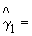 γ̂₁ =